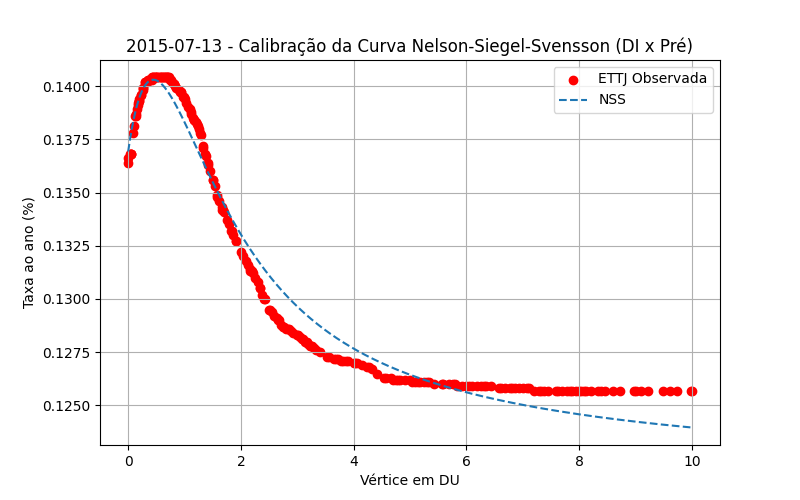 2015-07-13 - Calibração da Curva Nelson-Siegel-Svensson (DI x Pré)
ETTJ Observada
NSS
Taxa ao ano (%)
0.1400
0.1375
0.1350
0.1325
0.1300
0.1275
0.1250
0 2 4 6 8 10
Vértice em DU